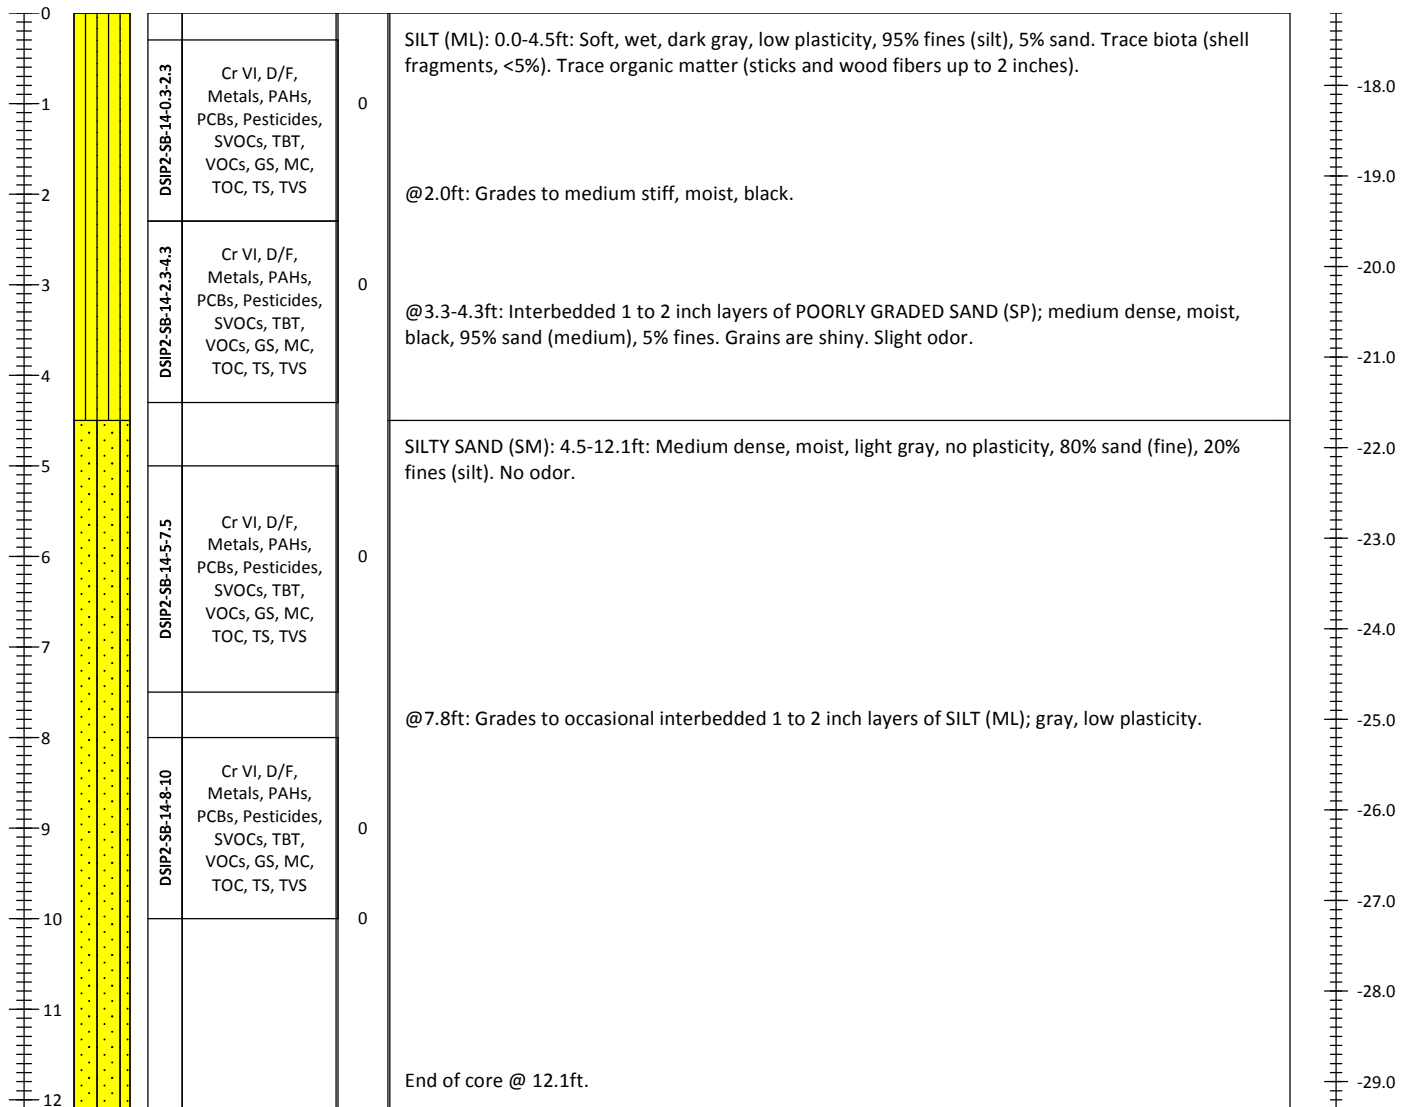 0
1
2
3
4
5
6
7
8
9
10
11
12
DSIP2-SB-14-0.3-2.3
Cr VI, D/F,
Metals, PAHs,
PCBs, Pesticides,
SVOCs, TBT,
VOCs, GS, MC,
TOC, TS, TVS
0
DSIP2-SB-14-2.3-4.3
Cr VI, D/F,
Metals, PAHs,
PCBs, Pesticides,
SVOCs, TBT,
VOCs, GS, MC,
TOC, TS, TVS
0
DSIP2-SB-14-5-7.5
Cr VI, D/F,
Metals, PAHs,
PCBs, Pesticides,
SVOCs, TBT,
VOCs, GS, MC,
TOC, TS, TVS
0
DSIP2-SB-14-8-10
Cr VI, D/F,
Metals, PAHs,
PCBs, Pesticides,
SVOCs, TBT,
VOCs, GS, MC,
TOC, TS, TVS
0
0
SILT (ML): 0.0-4.5ft: Soft, wet, dark gray, low plasticity, 95% fines (silt), 5% sand. Trace biota (shell
fragments, <5%). Trace organic matter (sticks and wood fibers up to 2 inches).
@2.0ft: Grades to medium stiff, moist, black.
@3.3-4.3ft: Interbedded 1 to 2 inch layers of POORLY GRADED SAND (SP); medium dense, moist,
black, 95% sand (medium), 5% fines. Grains are shiny. Slight odor.
SILTY SAND (SM): 4.5-12.1ft: Medium dense, moist, light gray, no plasticity, 80% sand (fine), 20%
fines (silt). No odor.
@7.8ft: Grades to occasional interbedded 1 to 2 inch layers of SILT (ML); gray, low plasticity.
End of core @ 12.1ft.
-18.0
-19.0
-20.0
-21.0
-22.0
-23.0
-24.0
-25.0
-26.0
-27.0
-28.0
-29.0